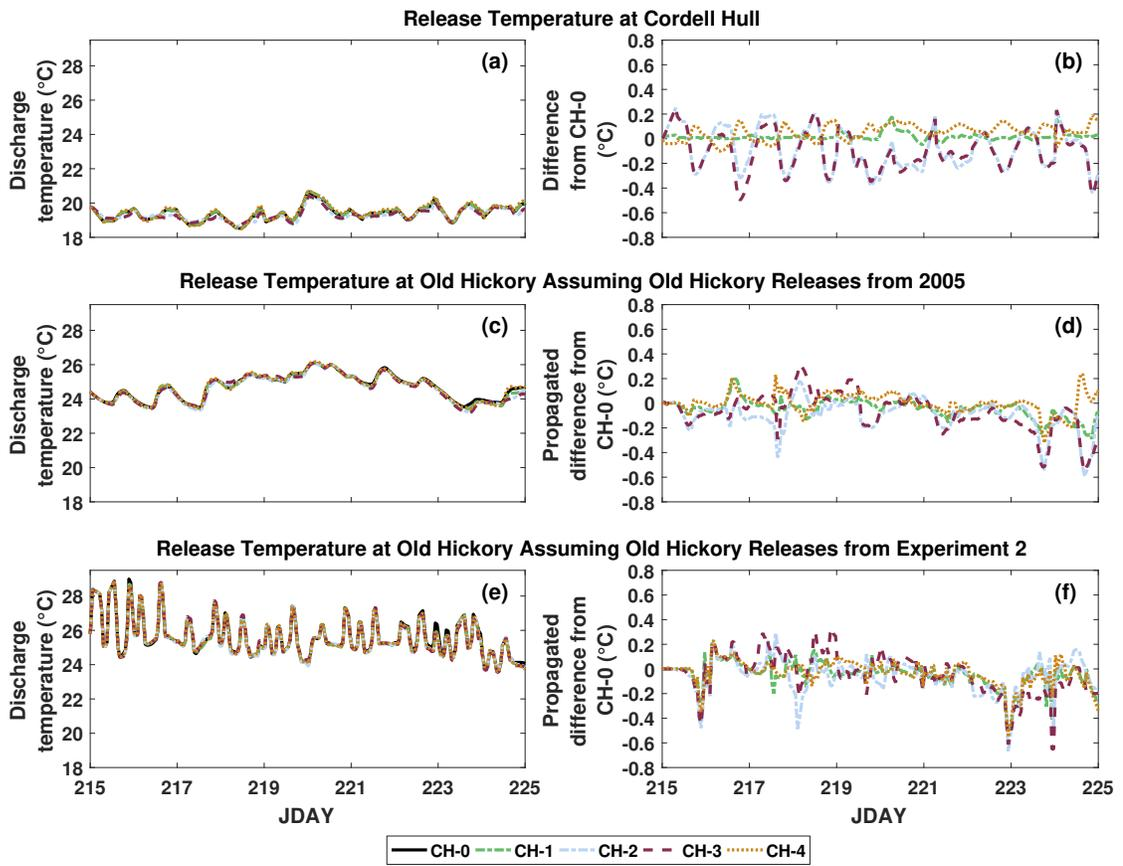 Release Temperature at Cordell Hull
Discharge
temperature (°C)
28
26
24
22
20
18
(a)
Difference
from CH-0
(°C)
0.8
0.6
0.4
0.2
0
-0.2
-0.4
-0.6
-0.8
(b)
Release Temperature at Old Hickory Assuming Old Hickory Releases from 2005
Discharge
temperature (°C)
28
26
24
22
20
18
(c)
Propagated
difference from
CH-0 (°C)
0.8
0.6
0.4
0.2
0
-0.2
-0.4
-0.6
-0.8
(d)
Release Temperature at Old Hickory Assuming Old Hickory Releases from Experiment 2
Discharge
temperature (°C)
28
26
24
22
20
18
(e)
215 217 219 221 223 225
JDAY
Propagated
difference from
CH-0 (°C)
0.8
0.6
0.4
0.2
0
-0.2
-0.4
-0.6
-0.8
(f)
215 217 219 221 223 225
JDAY
CH-0 CH-1 CH-2 CH-3 CH-4